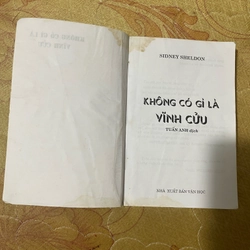 SIDNEY SHELDON
KHÔNG CÓ GÌ LÀ
VĨNH CỬU
TUẤN ANH dịch
NHÀ XUẤT BẢN VĂN HỌC